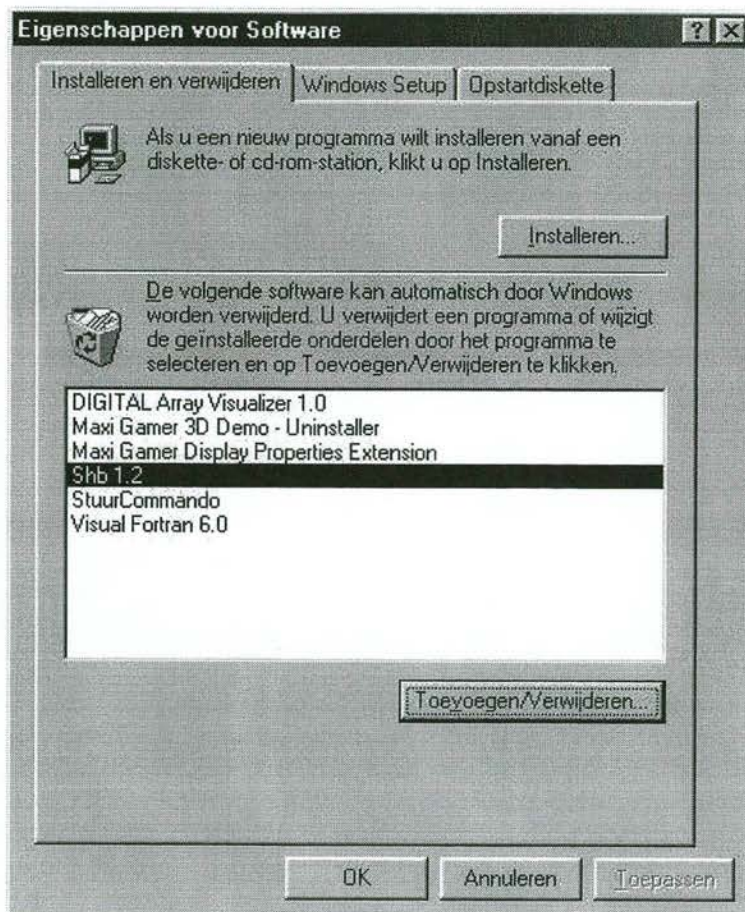 Eigenschappen voor Software
Installeren en verwijderen
Windows Setup
Opstartdiskette
Als u een nieuw programma wilt installeren vanaf een
diskette- of cd-rom-station, klikt u op Installeren.
Installeren...
De volgende software kan automatisch door Windows
worden verwijderd. U verwijdert een programma of wijzigt
de geïnstalleerde onderdelen door het programma te
selecteren en op Toevoegen/Verwijderen te klikken.
DIGITAL Array Visualizer 1.0
Maxi Gamer 3D Demo - Uninstaller
Maxi Gamer Display Properties Extension
Shb 1.2
StuurCommando
Visual Fortran 6.0
Toevoegen/Verwijderen...
OK
Annuleren
Toepassen